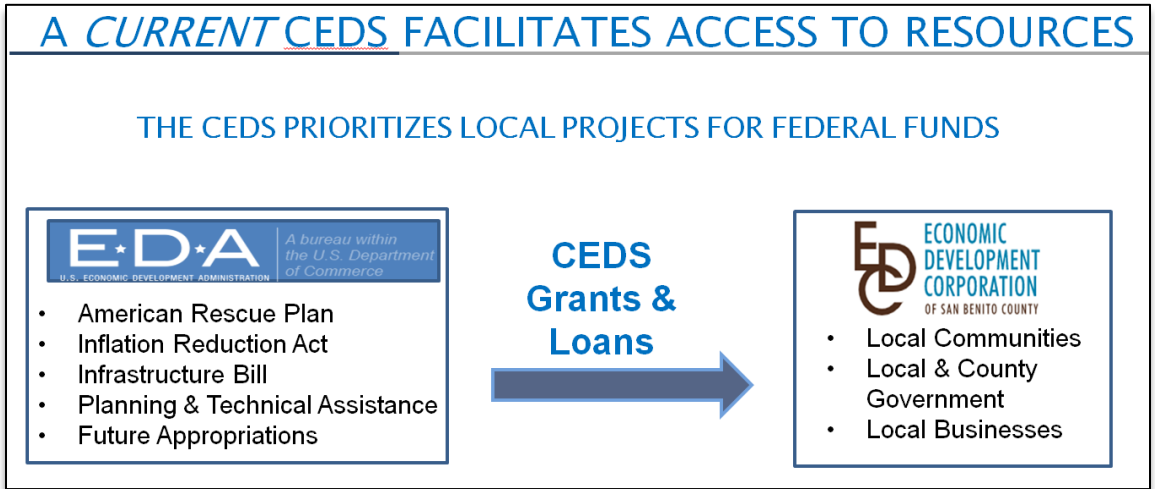 A CURRENT CEDS FACILITATES ACCESS TO RESOURCES
THE CEDS PRIORITIZES LOCAL PROJECTS FOR FEDERAL FUNDS
E★D★A
U.S. ECONOMIC DEVELOPMENT ADMINISTRATION
A bureau within
the U.S. Department
of Commerce
• American Rescue Plan
• Inflation Reduction Act
• Infrastructure Bill
• Planning & Technical Assistance
• Future Appropriations
CEDS
Grants &
Loans
EDC
ECONOMIC
DEVELOPMENT
CORPORATION
OF SAN BENITO COUNTY
• Local Communities
• Local & County
Government
• Local Businesses